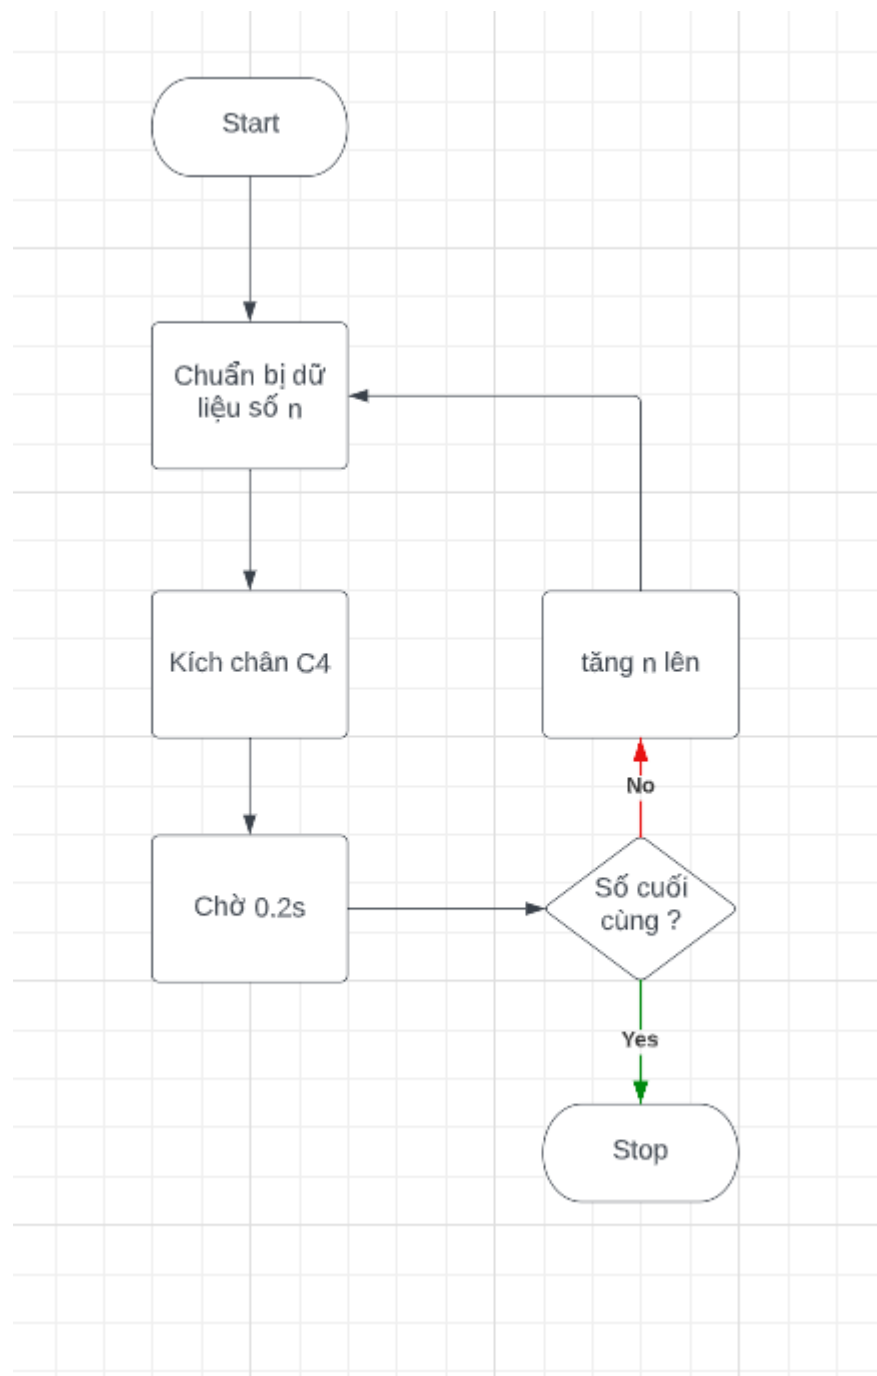 Start
Chuẩn bị dữ
liệu số n
Kích chân C4
tăng n lên
No
Chờ 0.2s
Số cuối
cùng ?
Yes
Stop